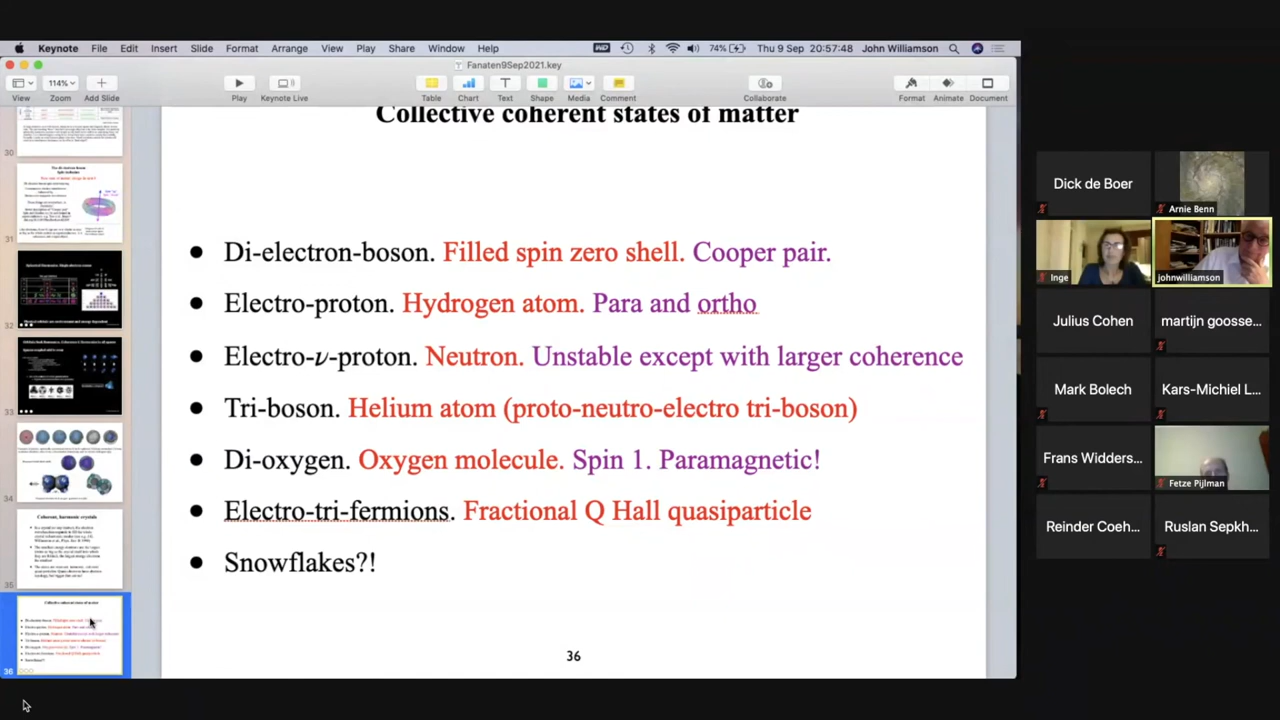 Keynote File Edit Insert Slide Format Arrange View Play Share Window Help 74% Thu 9 Sep 20:57:48 John Williamson
Fanaten9Sep2021.key
114%
View Zoom Add Slide Play Keynote Live Table Chart Text Shape Media Comment Collaborate Format Animate Document
30
31
32
33
34
Coherent, harmonic crystals
35
36
Collective coherent states of matter
• Di-electron-boson. Filled spin zero shell. Cooper pair.
• Electro-proton. Hydrogen atom. Para and ortho
• Electro-ν-proton. Neutron. Unstable except with larger coherence
• Tri-boson. Helium atom (proto-neutro-electro tri-boson)
• Di-oxygen. Oxygen molecule. Spin 1. Paramagnetic!
• Electro-tri-fermions. Fractional Q Hall quasiparticle
• Snowflakes?!
36
Dick de Boer
Arnie Benn
Inge
johnwilliamson
Julius Cohen
martijn goosse...
Mark Bolech
Kars-Michiel L...
Frans Widders...
Fetze Pijlman
Reinder Coeh...
Ruslan Sepkh...